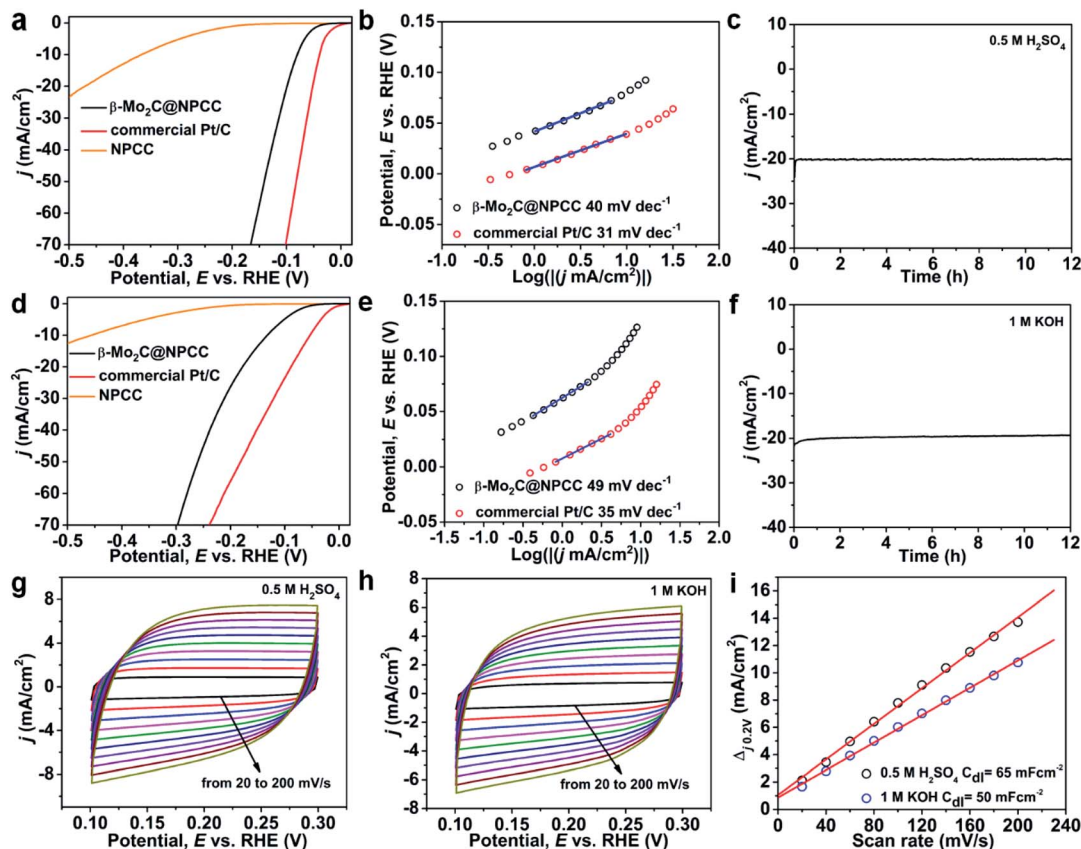 a
0
-10
-20
-30
-40
-50
-60
-70
j (mA/cm²)
β-Mo₂C@NPCC
commercial Pt/C
NPCC
-0.5 -0.4 -0.3 -0.2 -0.1 0.0
Potential, E vs. RHE (V)
b
0.15
0.10
0.05
0.00
-0.05
Potential, E vs. RHE (V)
β-Mo₂C@NPCC 40 mV dec⁻¹
commercial Pt/C 31 mV dec⁻¹
-1.0 -0.5 0.0 0.5 1.0 1.5 2.0
Log(|(j mA/cm²)|)
c
0.5 M H₂SO₄
0
-10
-20
-30
-40
j (mA/cm²)
0 2 4 6 8 10 12
Time (h)
d
0
-10
-20
-30
-40
-50
-60
-70
j (mA/cm²)
β-Mo₂C@NPCC
commercial Pt/C
NPCC
-0.5 -0.4 -0.3 -0.2 -0.1 0.0
Potential, E vs. RHE (V)
e
0.15
0.10
0.05
0.00
-0.05
Potential, E vs. RHE (V)
β-Mo₂C@NPCC 49 mV dec⁻¹
commercial Pt/C 35 mV dec⁻¹
-1.5 -1.0 -0.5 0.0 0.5 1.0 1.5 2.0
Log(|(j mA/cm²)|)
f
1 M KOH
0
-10
-20
-30
-40
j (mA/cm²)
0 2 4 6 8 10 12
Time (h)
g
0.5 M H₂SO₄
8
4
0
-4
-8
j (mA/cm²)
from 20 to 200 mV/s
0.10 0.15 0.20 0.25 0.30
Potential, E vs. RHE (V)
h
1 M KOH
8
6
4
2
0
-2
-4
-6
-8
j (mA/cm²)
from 20 to 200 mV/s
0.10 0.15 0.20 0.25 0.30
Potential, E vs. RHE (V)
i
16
14
12
10
8
6
4
2
0
Δj 0.2V (mA/cm²)
0.5 M H₂SO₄ Cdl= 65 mFcm⁻²
1 M KOH Cdl= 50 mFcm⁻²
0 40 80 120 160 200 240
Scan rate (mV/s)